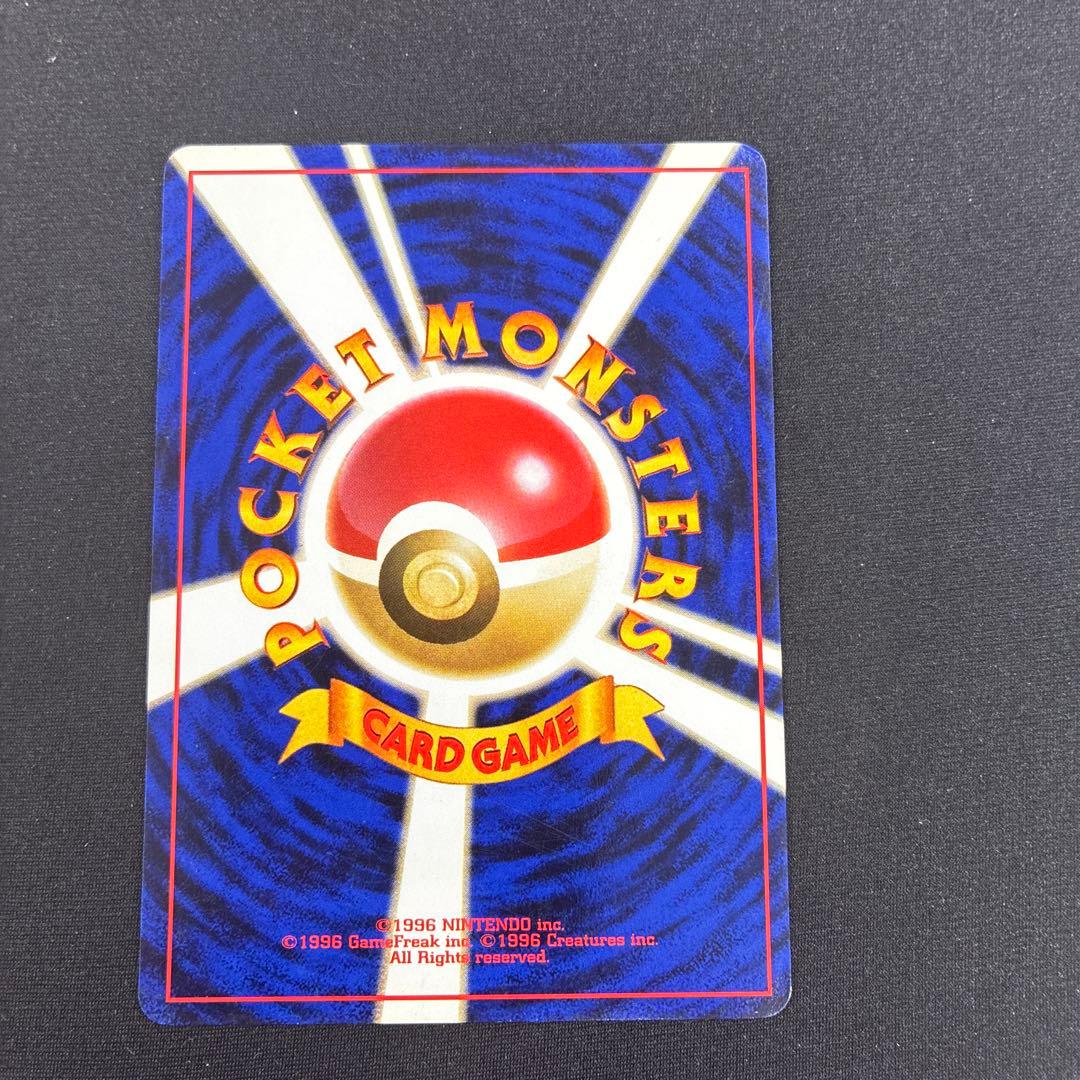 POCKET MONSTERS
CARD GAME
©1996 NINTENDO inc.
©1996 GameFreak inc. ©1996 Creatures inc.
All Rights reserved.